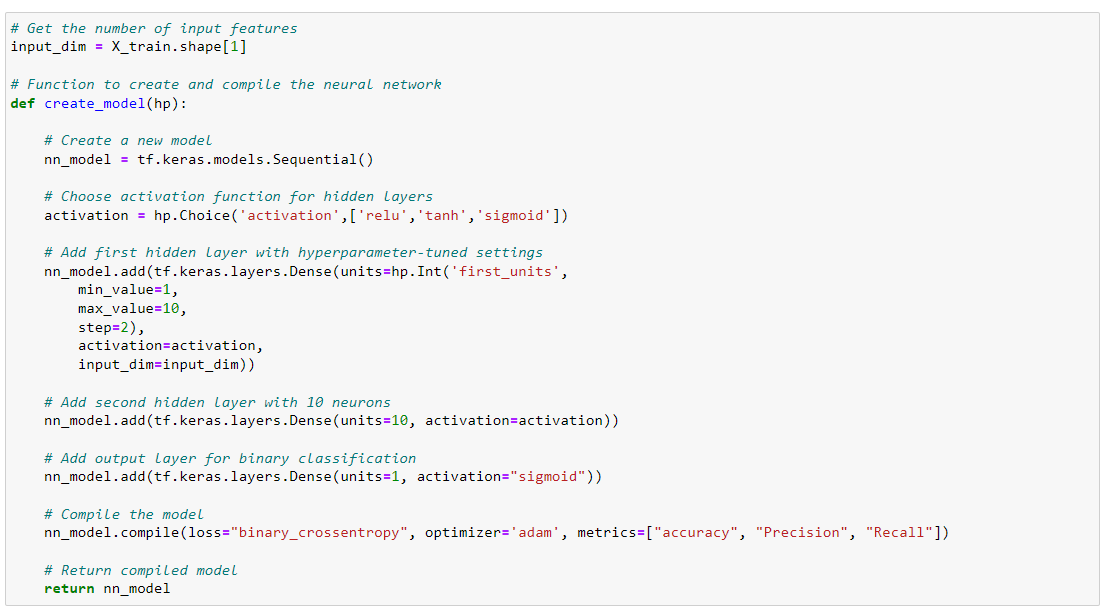 # Get the number of input features
input_dim = X_train.shape[1]

# Function to create and compile the neural network
def create_model(hp):

    # Create a new model
    nn_model = tf.keras.models.Sequential()

    # Choose activation function for hidden layers
    activation = hp.Choice('activation',['relu','tanh','sigmoid'])

    # Add first hidden layer with hyperparameter-tuned settings
    nn_model.add(tf.keras.layers.Dense(units=hp.Int('first_units',
        min_value=1,
        max_value=10,
        step=2),
        activation=activation,
        input_dim=input_dim))

    # Add second hidden layer with 10 neurons
    nn_model.add(tf.keras.layers.Dense(units=10, activation=activation))

    # Add output layer for binary classification
    nn_model.add(tf.keras.layers.Dense(units=1, activation="sigmoid"))

    # Compile the model
    nn_model.compile(loss="binary_crossentropy", optimizer='adam', metrics=["accuracy", "Precision", "Recall"])

    # Return compiled model
    return nn_model